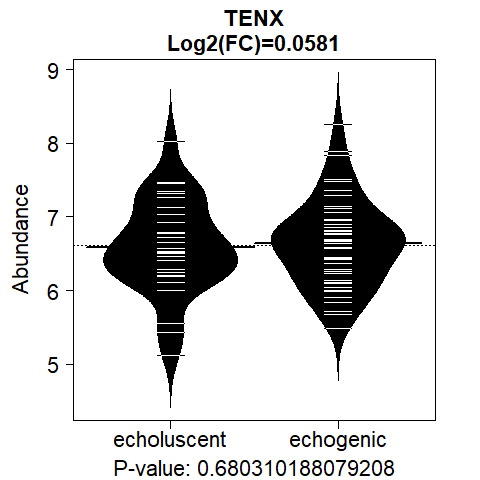 TENX
Log2(FC)=0.0581
9
8
7
6
5
Abundance
echoluscent echogenic
P-value: 0.680310188079208